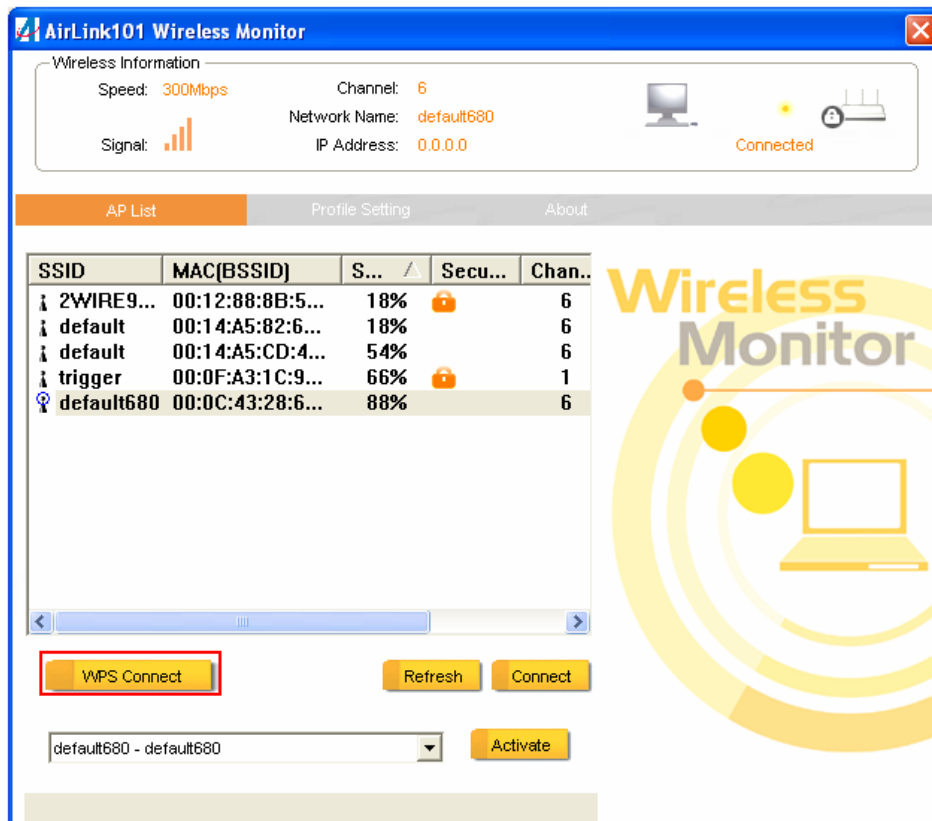 AirLink101 Wireless Monitor
Wireless Information
Speed: 300Mbps Channel: 6
Network Name: default680
Signal: IP Address: 0.0.0.0 Connected
AP List Profile Setting About
SSID MAC(BSSID) S... Secu... Chan..
2WIRE9... 00:12:88:8B:5... 18% 6
default 00:14:A5:82:6... 18% 6
default 00:14:A5:CD:4... 54% 6
trigger 00:0F:A3:1C:9... 66% 1
default680 00:0C:43:28:6... 88% 6
Wireless
Monitor
WPS Connect Refresh Connect
default680 - default680 Activate